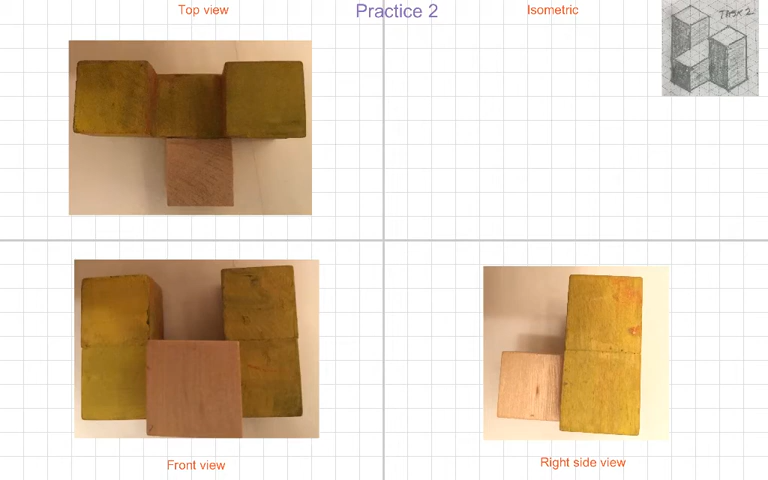 Top view
Practice 2
Isometric
TASK 2
Front view
Right side view